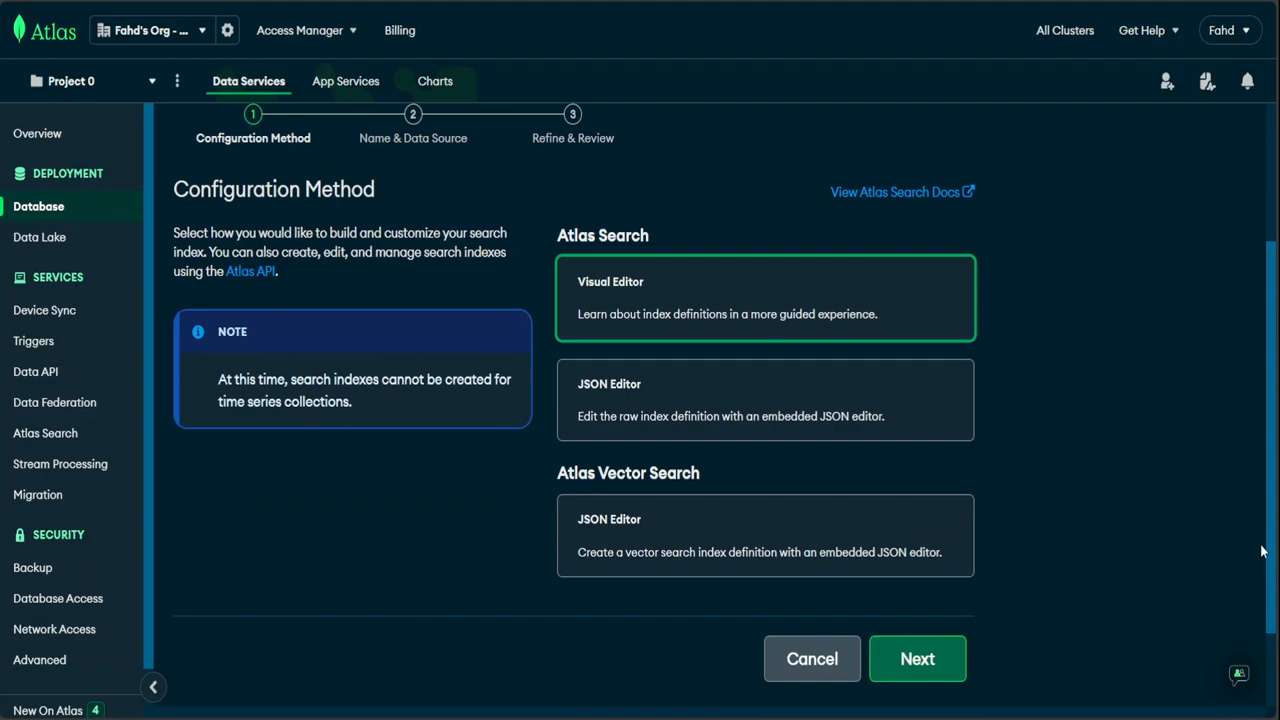 Atlas
Fahd's Org - ...
Access Manager
Billing
All Clusters
Get Help
Fahd
Project 0
Data Services
App Services
Charts
Overview
DEPLOYMENT
Database
Data Lake
SERVICES
Device Sync
Triggers
Data API
Data Federation
Atlas Search
Stream Processing
Migration
SECURITY
Backup
Database Access
Network Access
Advanced
New On Atlas 4
1
2
3
Configuration Method
Name & Data Source
Refine & Review
Configuration Method
View Atlas Search Docs
Select how you would like to build and customize your search
index. You can also create, edit, and manage search indexes
using the Atlas API.
NOTE
At this time, search indexes cannot be created for
time series collections.
Atlas Search
Visual Editor
Learn about index definitions in a more guided experience.
JSON Editor
Edit the raw index definition with an embedded JSON editor.
Atlas Vector Search
JSON Editor
Create a vector search index definition with an embedded JSON editor.
Cancel
Next